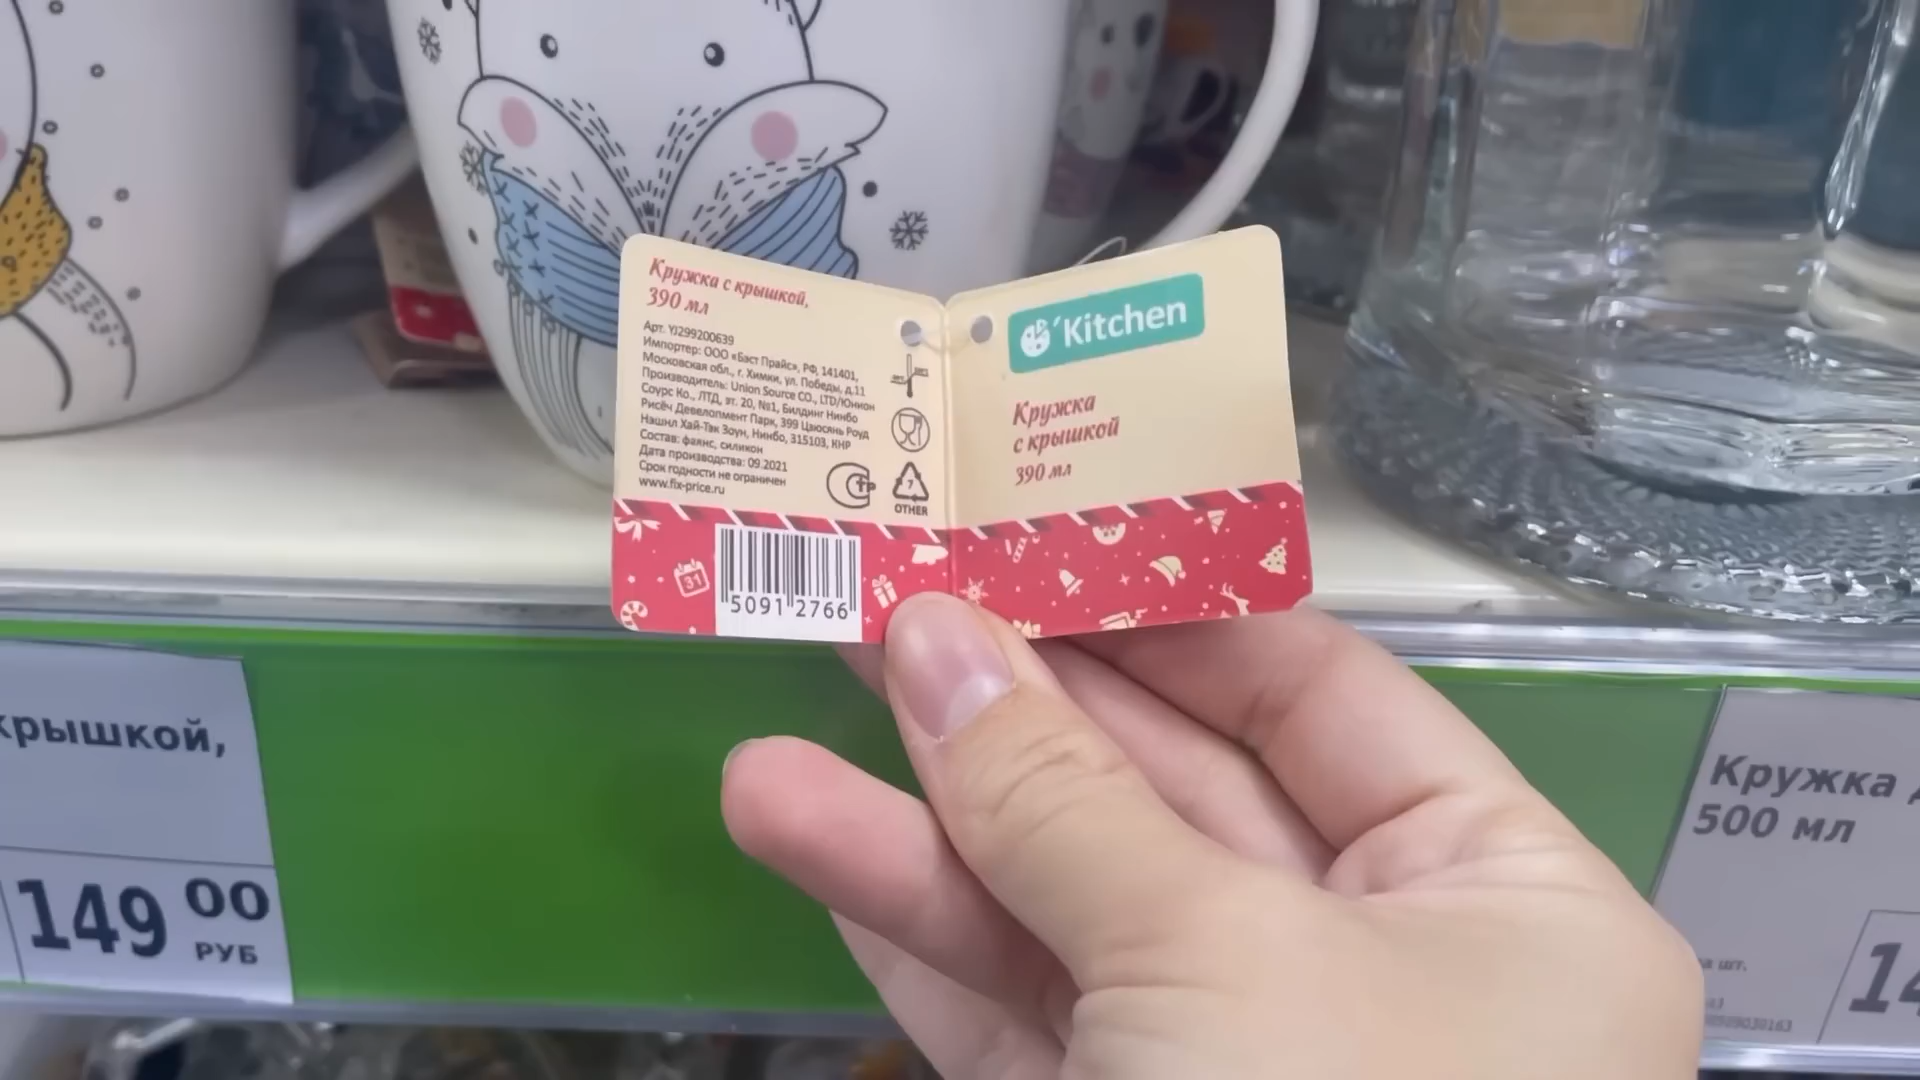 Кружка с крышкой,
390 мл
Арт. YJ299200639
Импортер: ООО «Баст Прайс», РФ, 141401,
Московская обл., г. Химки, ул. Победы, д.11
Производитель: Union Source CO., LTD/Юнион
Соурс Ко., ЛТД, эт. 20, №1, Билдинг Нинбо
Рисёч Девелопмент Парк, 399 Цзюсянь Роуд
Нашнл Хай-Тэк Зоун, Нинбо, 315103, КНР
Состав: фаянс, силикон
Дата производства: 09.2021
Срок годности не ограничен
www.fix-price.ru
7
OTHER
31
5091 2766
Kitchen
Кружка
с крышкой
390 мл
крышкой,
149 00
РУБ
Кружка
500 мл
шт.